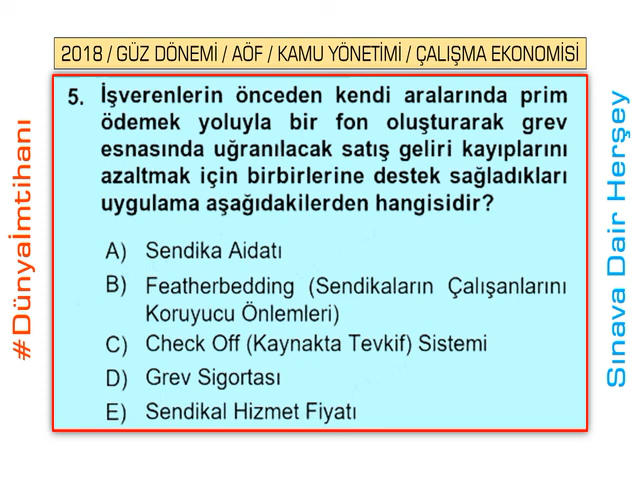 2018 / GÜZ DÖNEMİ / AÖF / KAMU YÖNETİMİ / ÇALIŞMA EKONOMİSİ
#Dünyaİmtihanı
5. İşverenlerin önceden kendi aralarında prim
ödemek yoluyla bir fon oluşturarak grev
esnasında uğranılacak satış geliri kayıplarını
azaltmak için birbirlerine destek sağladıkları
uygulama aşağıdakilerden hangisidir?
A) Sendika Aidatı
B) Featherbedding (Sendikaların Çalışanlarını
Koruyucu Önlemleri)
C) Check Off (Kaynakta Tevkif) Sistemi
D) Grev Sigortası
E) Sendikal Hizmet Fiyatı
Sınava Dair Herşey